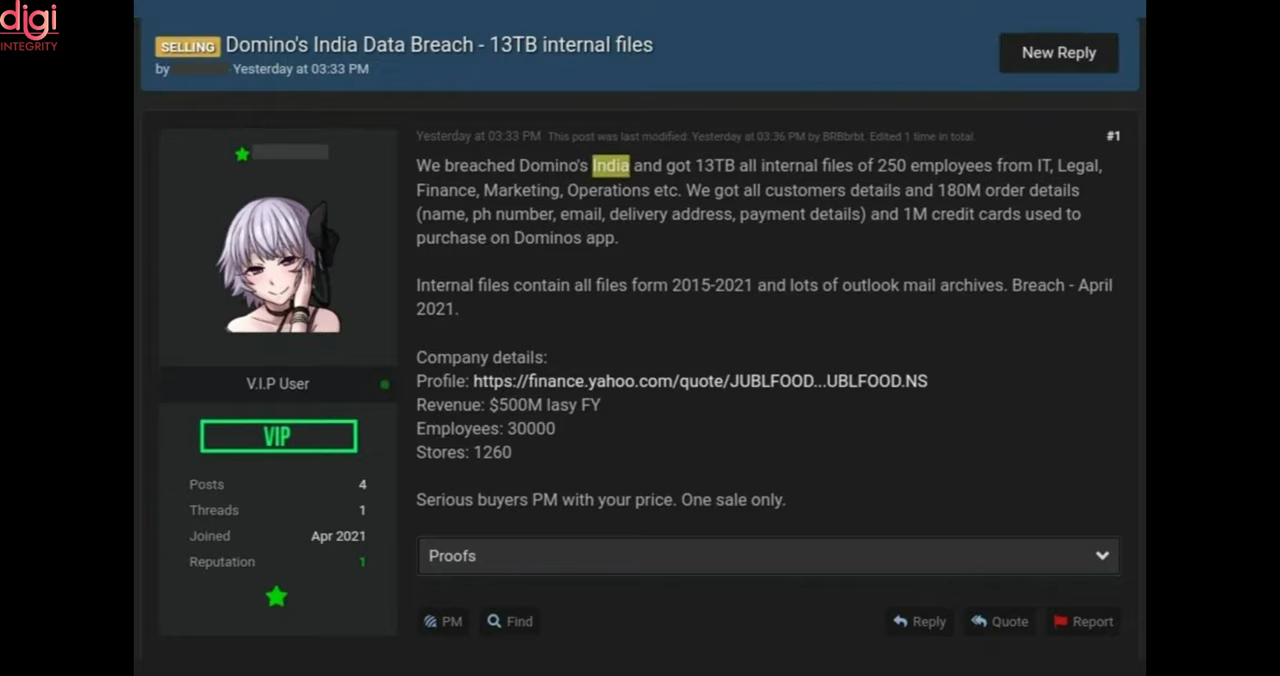 digi
INTEGRITY
SELLING Domino's India Data Breach - 13TB internal files
by Yesterday at 03:33 PM
New Reply
Yesterday at 03:33 PM This post was last modified: Yesterday at 03:36 PM by BRBbrbt. Edited 1 time in total.
#1
We breached Domino's India and got 13TB all internal files of 250 employees from IT, Legal,
Finance, Marketing, Operations etc. We got all customers details and 180M order details
(name, ph number, email, delivery address, payment details) and 1M credit cards used to
purchase on Dominos app.
Internal files contain all files form 2015-2021 and lots of outlook mail archives. Breach - April
2021.
Company details:
Profile: https://finance.yahoo.com/quote/JUBLFOOD...UBLFOOD.NS
Revenue: $500M lasy FY
Employees: 30000
Stores: 1260
Serious buyers PM with your price. One sale only.
Proofs
V.I.P User
VIP
Posts 4
Threads 1
Joined Apr 2021
Reputation 1
PM Find Reply Quote Report